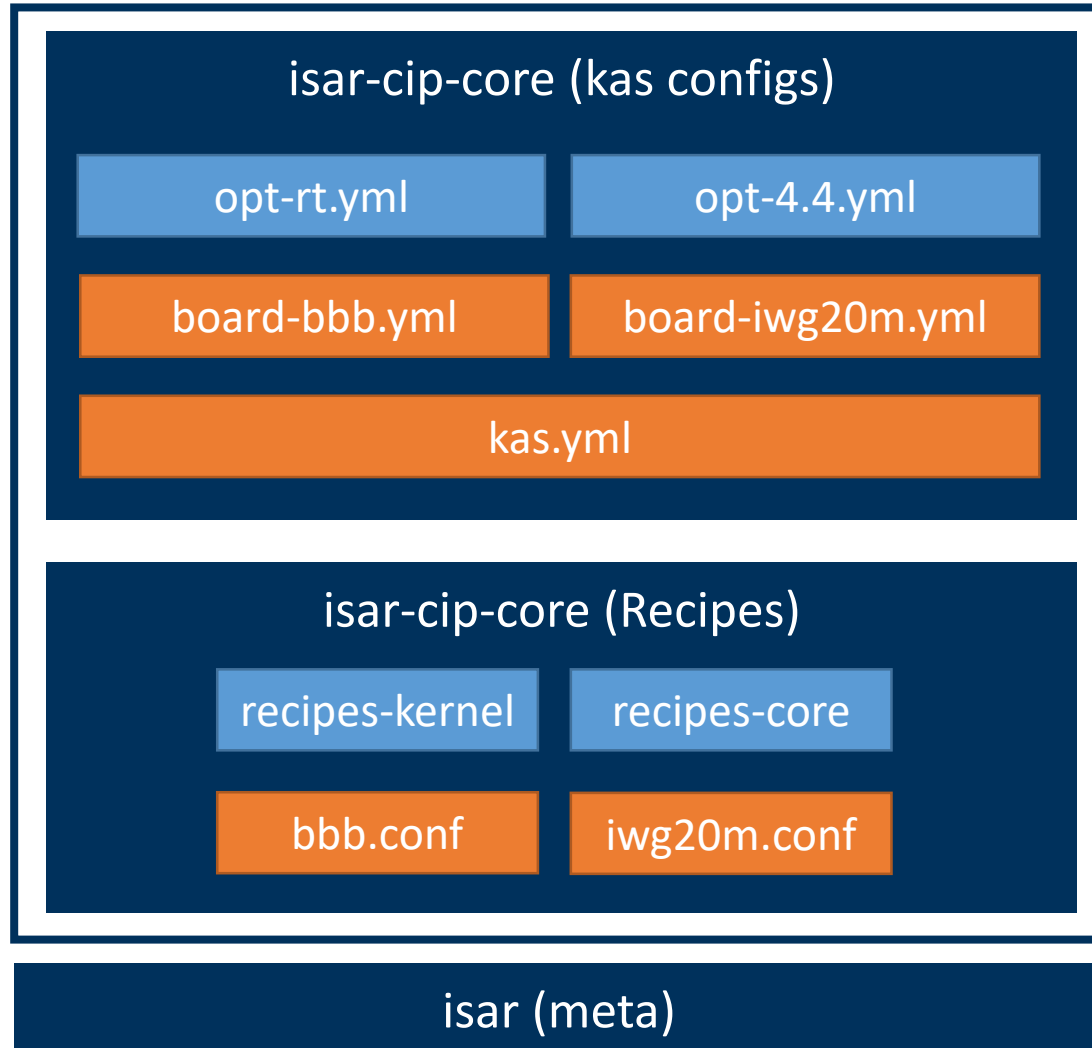 isar-cip-core (kas configs)
opt-rt.yml
opt-4.4.yml
board-bbb.yml
board-iwg20m.yml
kas.yml
isar-cip-core (Recipes)
recipes-kernel
recipes-core
bbb.conf
iwg20m.conf
isar (meta)